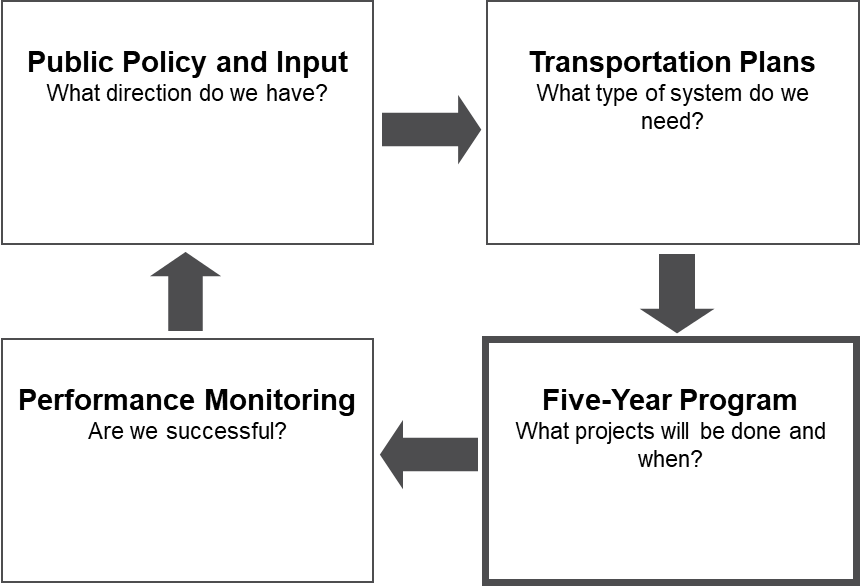 Public Policy and Input
What direction do we have?
Transportation Plans
What type of system do we
need?
Performance Monitoring
Are we successful?
Five-Year Program
What projects will be done and
when?